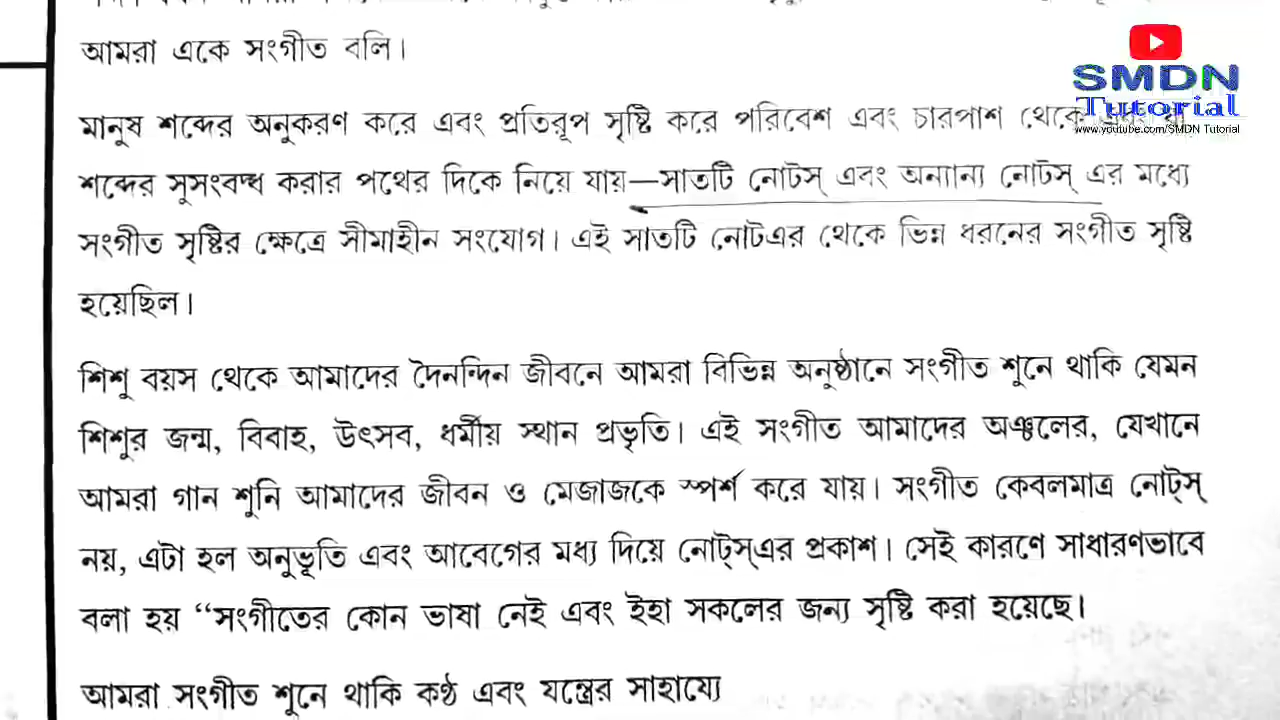 আমরা একে সংগীত বলি।
SMDN
Tutorial
www.youtube.com/SMDN Tutorial
মানুষ শব্দের অনুকরণ করে এবং প্রতিরূপ সৃষ্টি করে পরিবেশ এবং চারপাশ থেকে
শব্দের সুসংবদ্ধ করার পথের দিকে নিয়ে যায়—সাতটি নোটস্ এবং অন্যান্য নোটস্ এর মধ্যে
সংগীত সৃষ্টির ক্ষেত্রে সীমাহীন সংযোগ। এই সাতটি নোটএর থেকে ভিন্ন ধরনের সংগীত সৃষ্টি
হয়েছিল।
শিশু বয়স থেকে আমাদের দৈনন্দিন জীবনে আমরা বিভিন্ন অনুষ্ঠানে সংগীত শুনে থাকি যেমন
শিশুর জন্ম, বিবাহ, উৎসব, ধর্মীয় স্থান প্রভৃতি। এই সংগীত আমাদের অঞ্চলের, যেখানে
আমরা গান শুনি আমাদের জীবন ও মেজাজকে স্পর্শ করে যায়। সংগীত কেবলমাত্র নোট্স্
নয়, এটা হল অনুভূতি এবং আবেগের মধ্য দিয়ে নোট্স্এর প্রকাশ। সেই কারণে সাধারণভাবে
বলা হয় “সংগীতের কোন ভাষা নেই এবং ইহা সকলের জন্য সৃষ্টি করা হয়েছে।
আমরা সংগীত শুনে থাকি কণ্ঠ এবং যন্ত্রের সাহায্যে